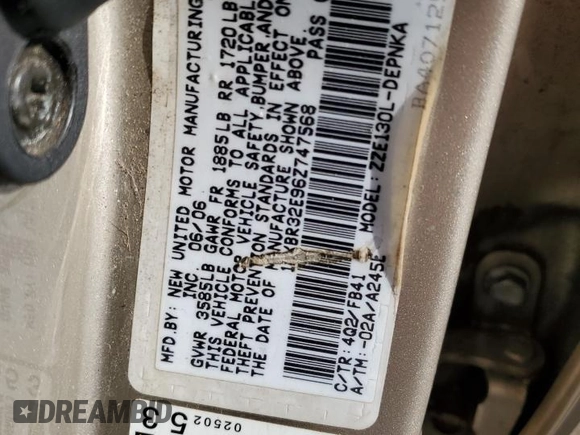 MFD BY: NEW UNITED MOTOR MANUFACTURING
INC. 06/06
GVWR 3585LB GAWR FR 1885LB RR 1720LB
THIS VEHICLE CONFORMS TO ALL APPLICABLE
FEDERAL MOTOR VEHICLE SAFETY, BUMPER, AND
THEFT PREVENTION STANDARDS IN EFFECT ON
THE DATE OF MANUFACTURE SHOWN ABOVE.
BR32E96Z747568 PASS
C/TR: 4Q2/FB41 MODEL ZZE130L-DEPNKA
A/TM: -02A/A245E
02502
DREAMBID